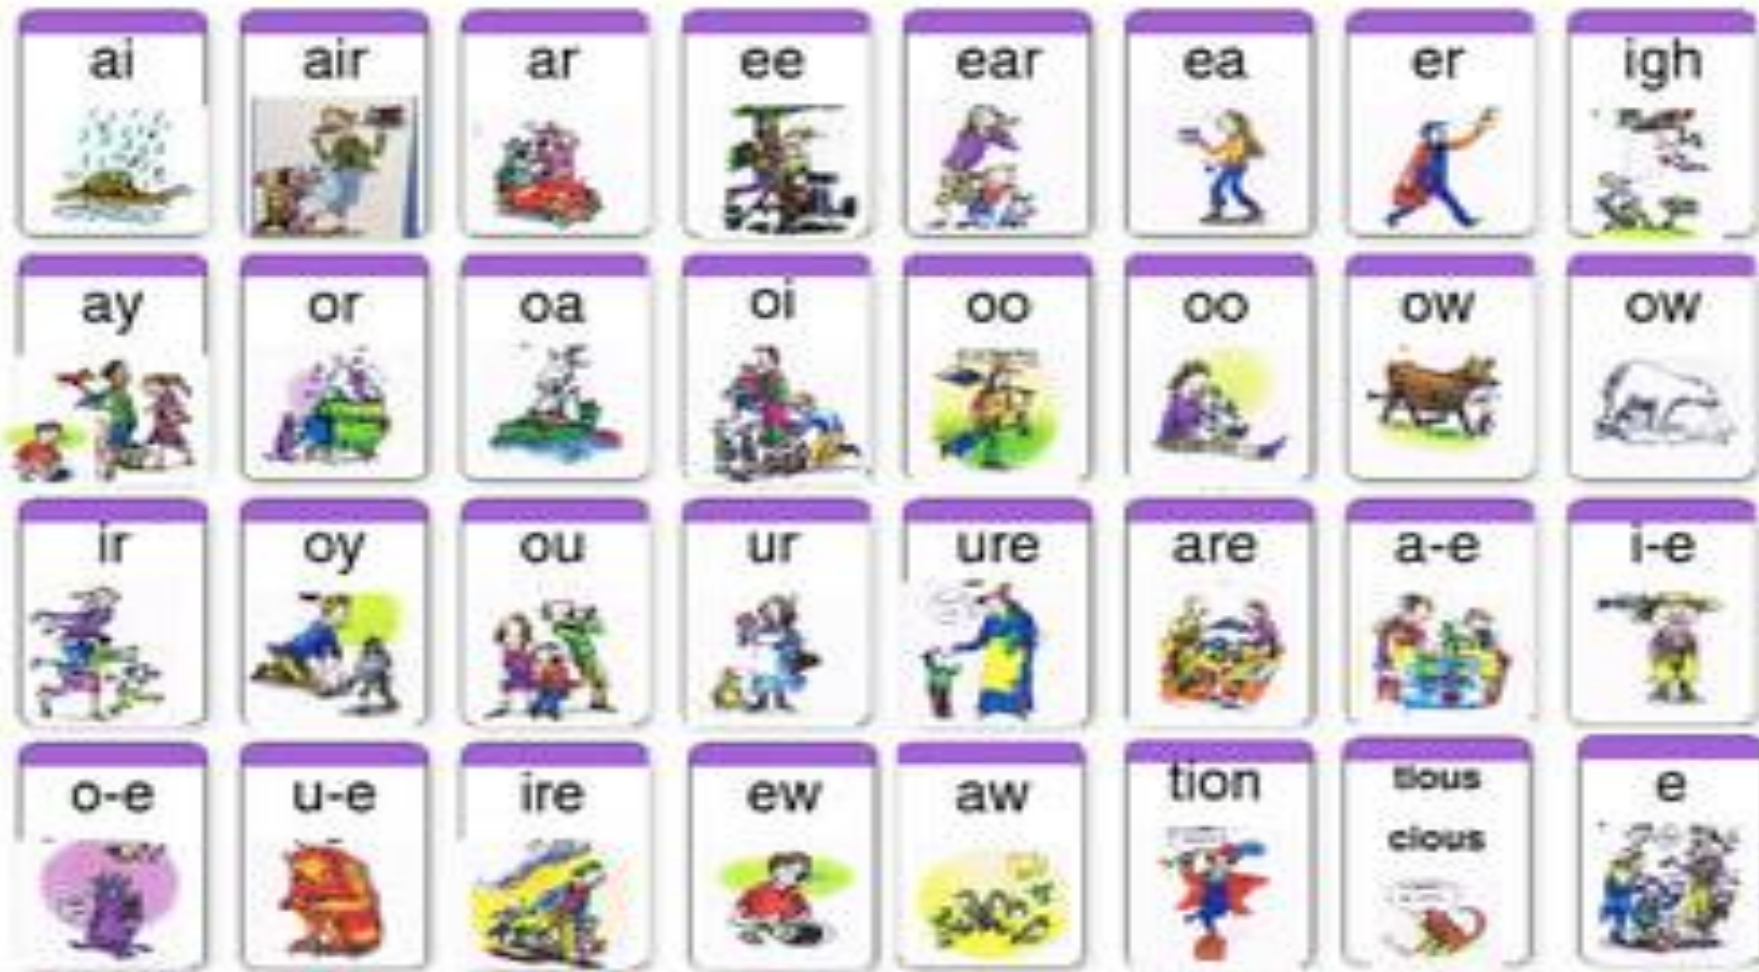 ai air ar ee ear ea er igh
ay or oa oi oo oo ow ow
ir oy ou ur ure are a-e i-e
o-e u-e ire ew aw tion tious e
cious